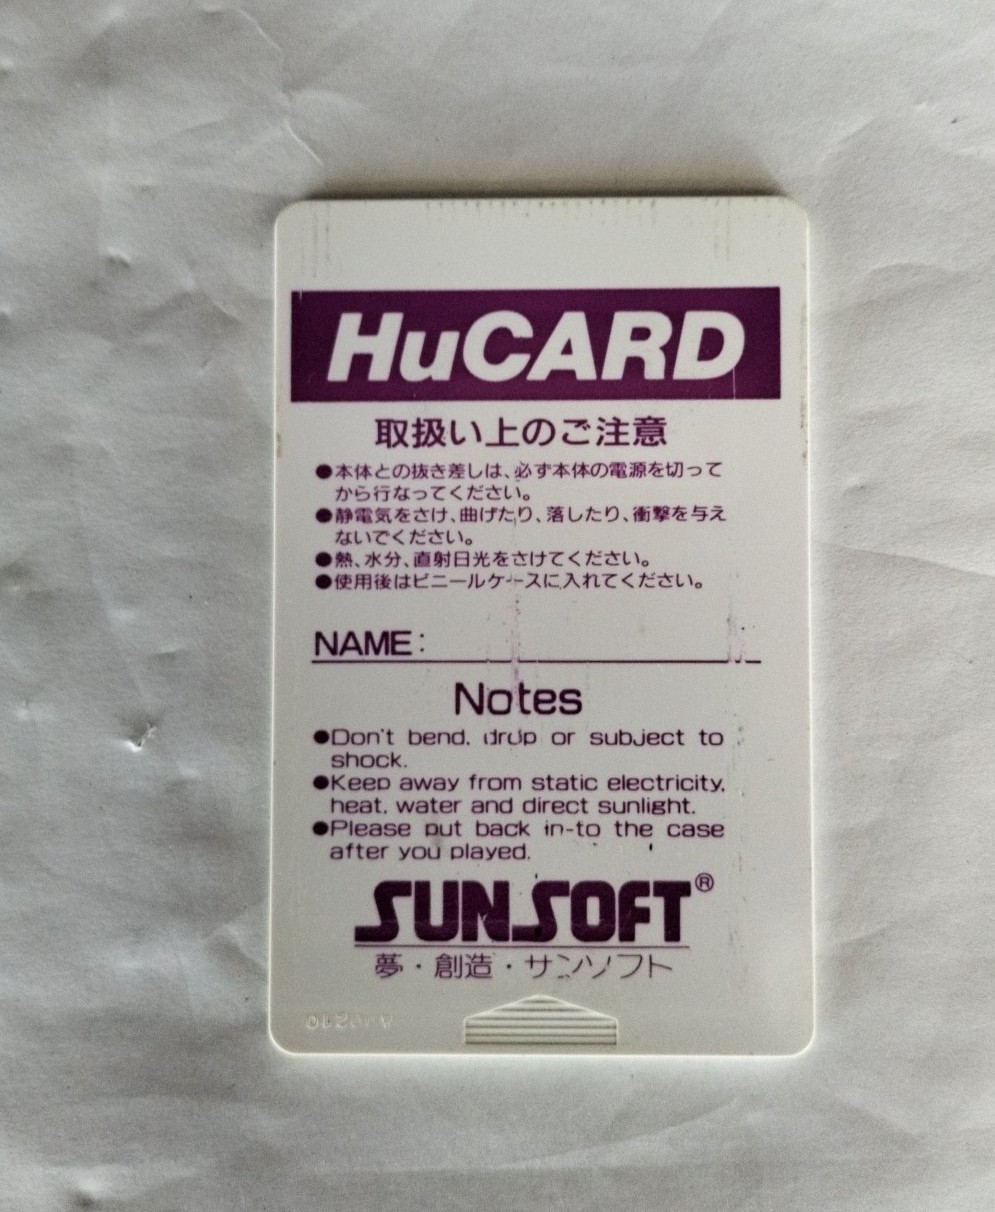 HuCARD
取扱い上のご注意
●本体との抜き差しは、必ず本体の電源を切って
から行なってください。
●静電気をさけ、曲げたり、落したり、衝撃を与え
ないでください。
●熱、水分、直射日光をさけてください。
●使用後はビニールケースに入れてください。
NAME:
Notes
●Don't bend, drop or subject to
shock.
●Keep away from static electricity,
heat, water and direct sunlight.
●Please put back in-to the case
after you played.
SUNSOFT®
夢・創造・サンソフト